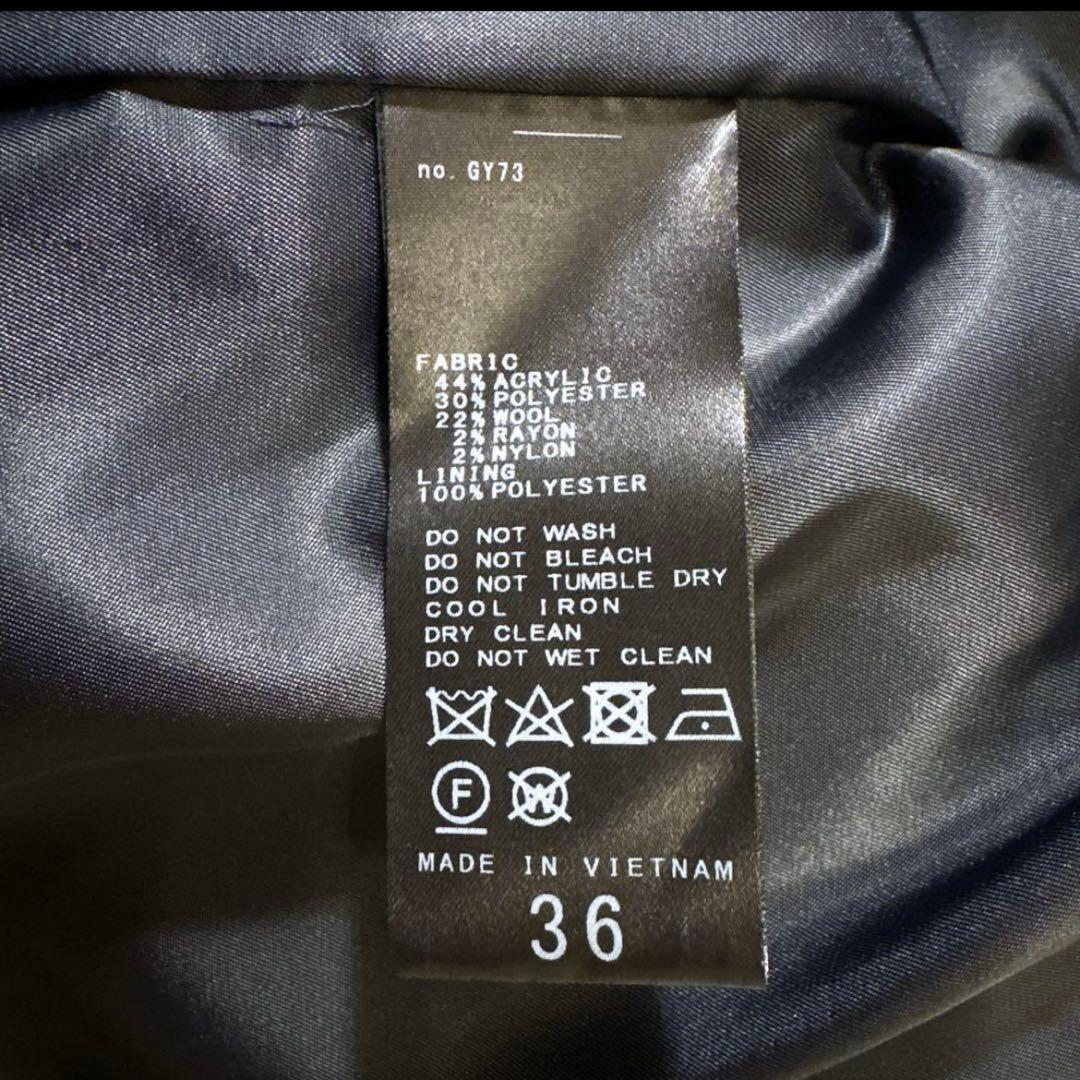 no. GY73
FABRIC
44% ACRYLIC
30% POLYESTER
22% WOOL
2% RAYON
2% NYLON
LINING
100% POLYESTER
DO NOT WASH
DO NOT BLEACH
DO NOT TUMBLE DRY
COOL IRON
DRY CLEAN
DO NOT WET CLEAN
F W
MADE IN VIETNAM
36